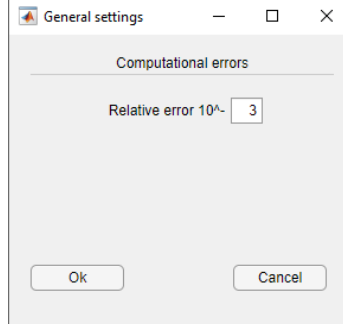 General settings
Computational errors
Relative error 10^- 3
Ok Cancel